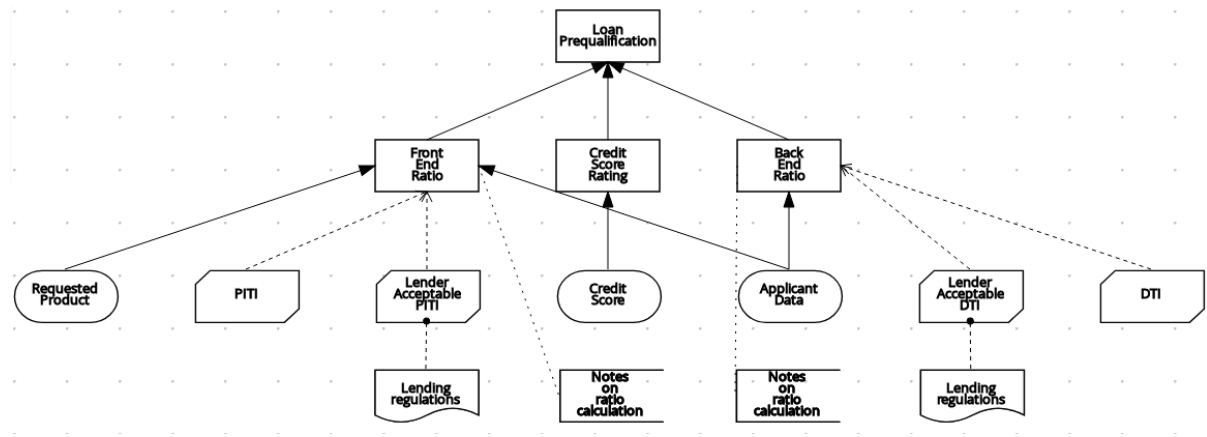 Loan
Prequalification
Front
End
Ratio
Credit
Score
Rating
Back
End
Ratio
Requested
Product
PITI
Lender
Acceptable
PITI
Credit
Score
Applicant
Data
Lender
Acceptable
DTI
DTI
Lending
regulations
Notes
on
ratio
calculation
Notes
on
ratio
calculation
Lending
regulations